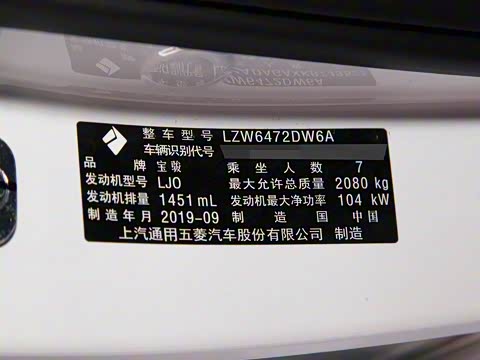 整车型号 LZW6472DW6A
车辆识别代号
品牌 宝骏 乘坐人数 7
发动机型号 LJO 最大允许总质量 2080 kg
发动机排量 1451 mL 发动机最大净功率 104 kW
制造年月 2019-09 制造国 中国
上汽通用五菱汽车股份有限公司 制造